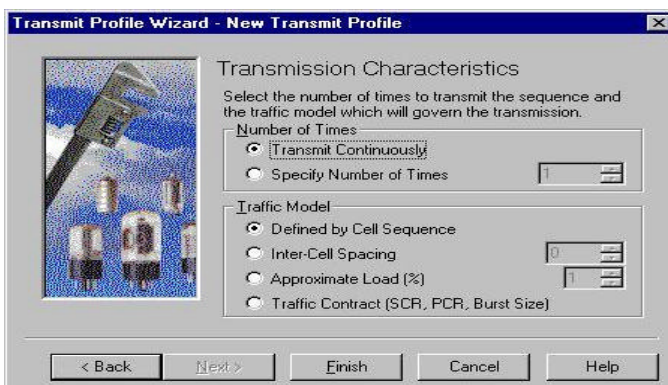 Transmit Profile Wizard - New Transmit Profile
Transmission Characteristics
Select the number of times to transmit the sequence and
the traffic model which will govern the transmission.
Number of Times
Transmit Continuously
Specify Number of Times 1
Traffic Model
Defined by Cell Sequence
Inter-Cell Spacing 0
Approximate Load (%) 1
Traffic Contract (SCR, PCR, Burst Size)
< Back Next > Finish Cancel Help